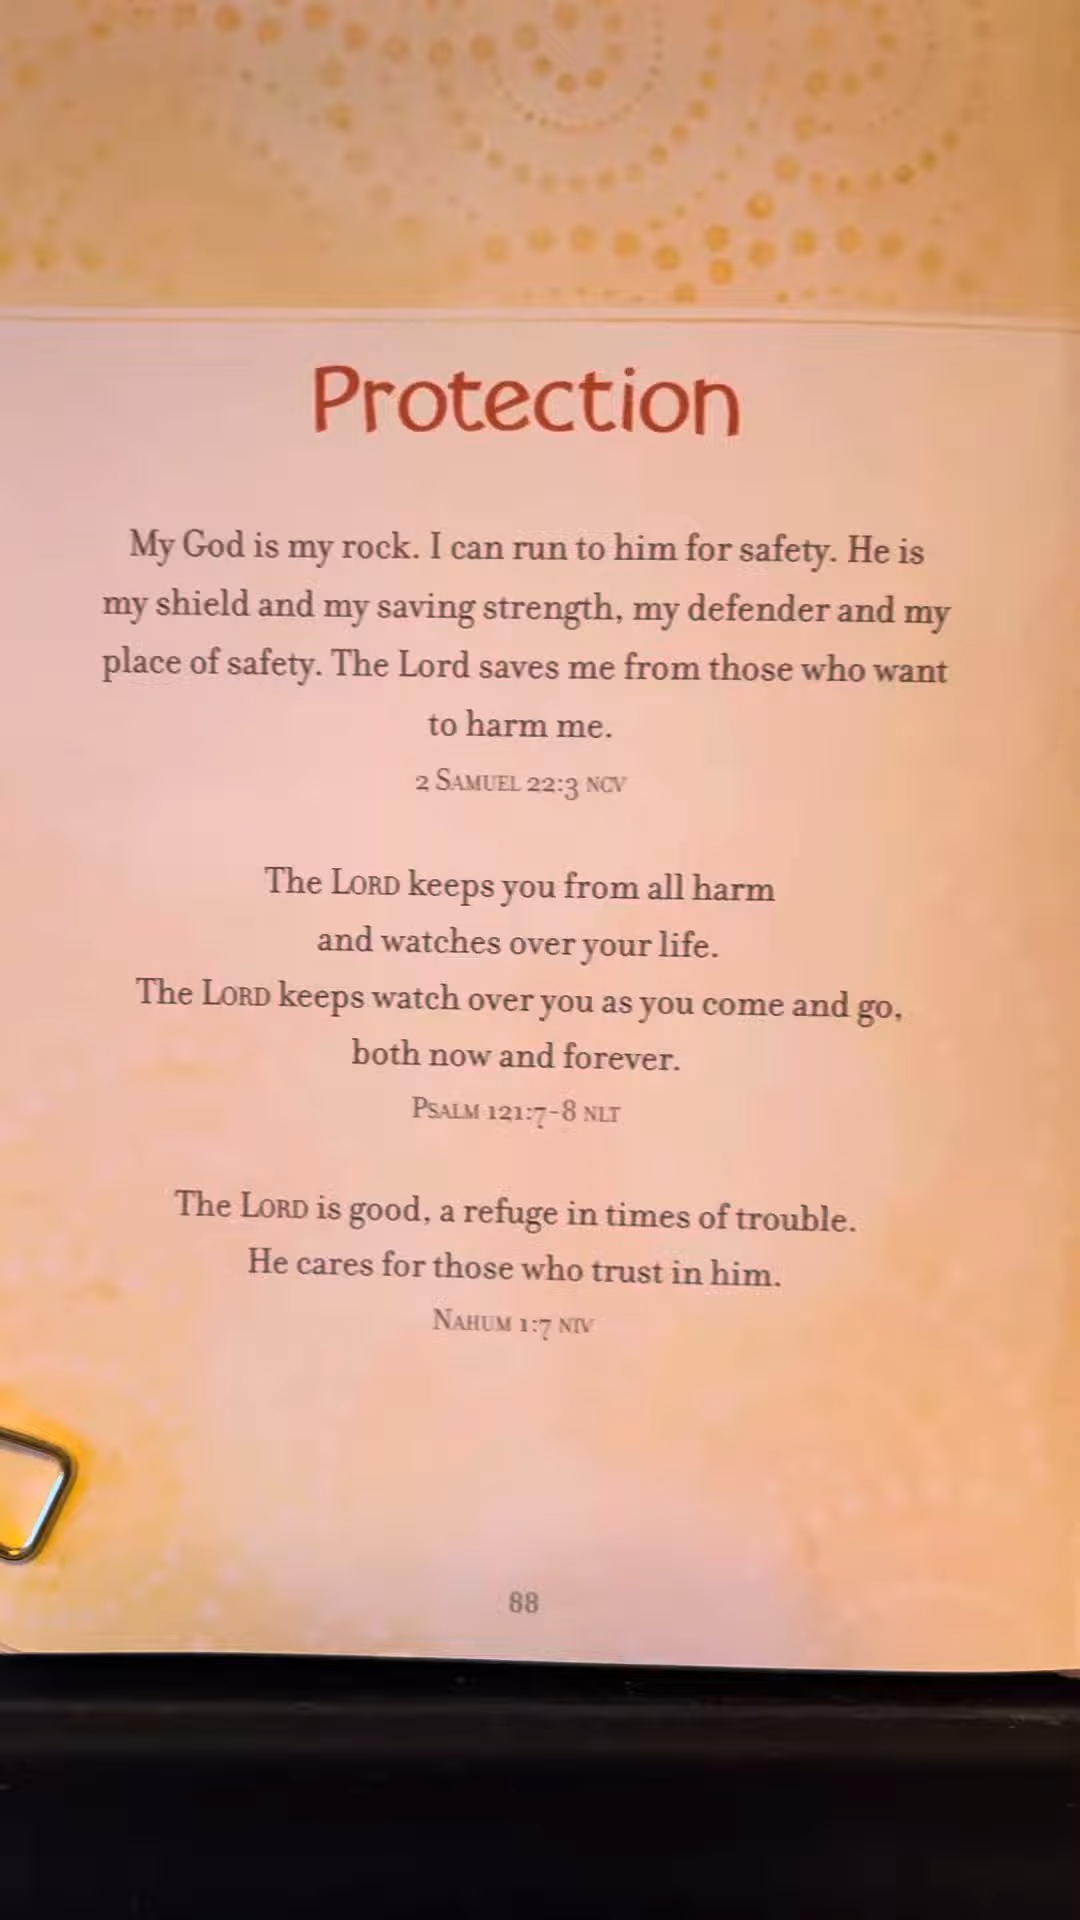 Protection
My God is my rock. I can run to him for safety. He is
my shield and my saving strength, my defender and my
place of safety. The Lord saves me from those who want
to harm me.
2 SAMUEL 22:3 NCV
The LORD keeps you from all harm
and watches over your life.
The LORD keeps watch over you as you come and go,
both now and forever.
PSALM 121:7-8 NLT
The LORD is good, a refuge in times of trouble.
He cares for those who trust in him.
NAHUM 1:7 NIV
88